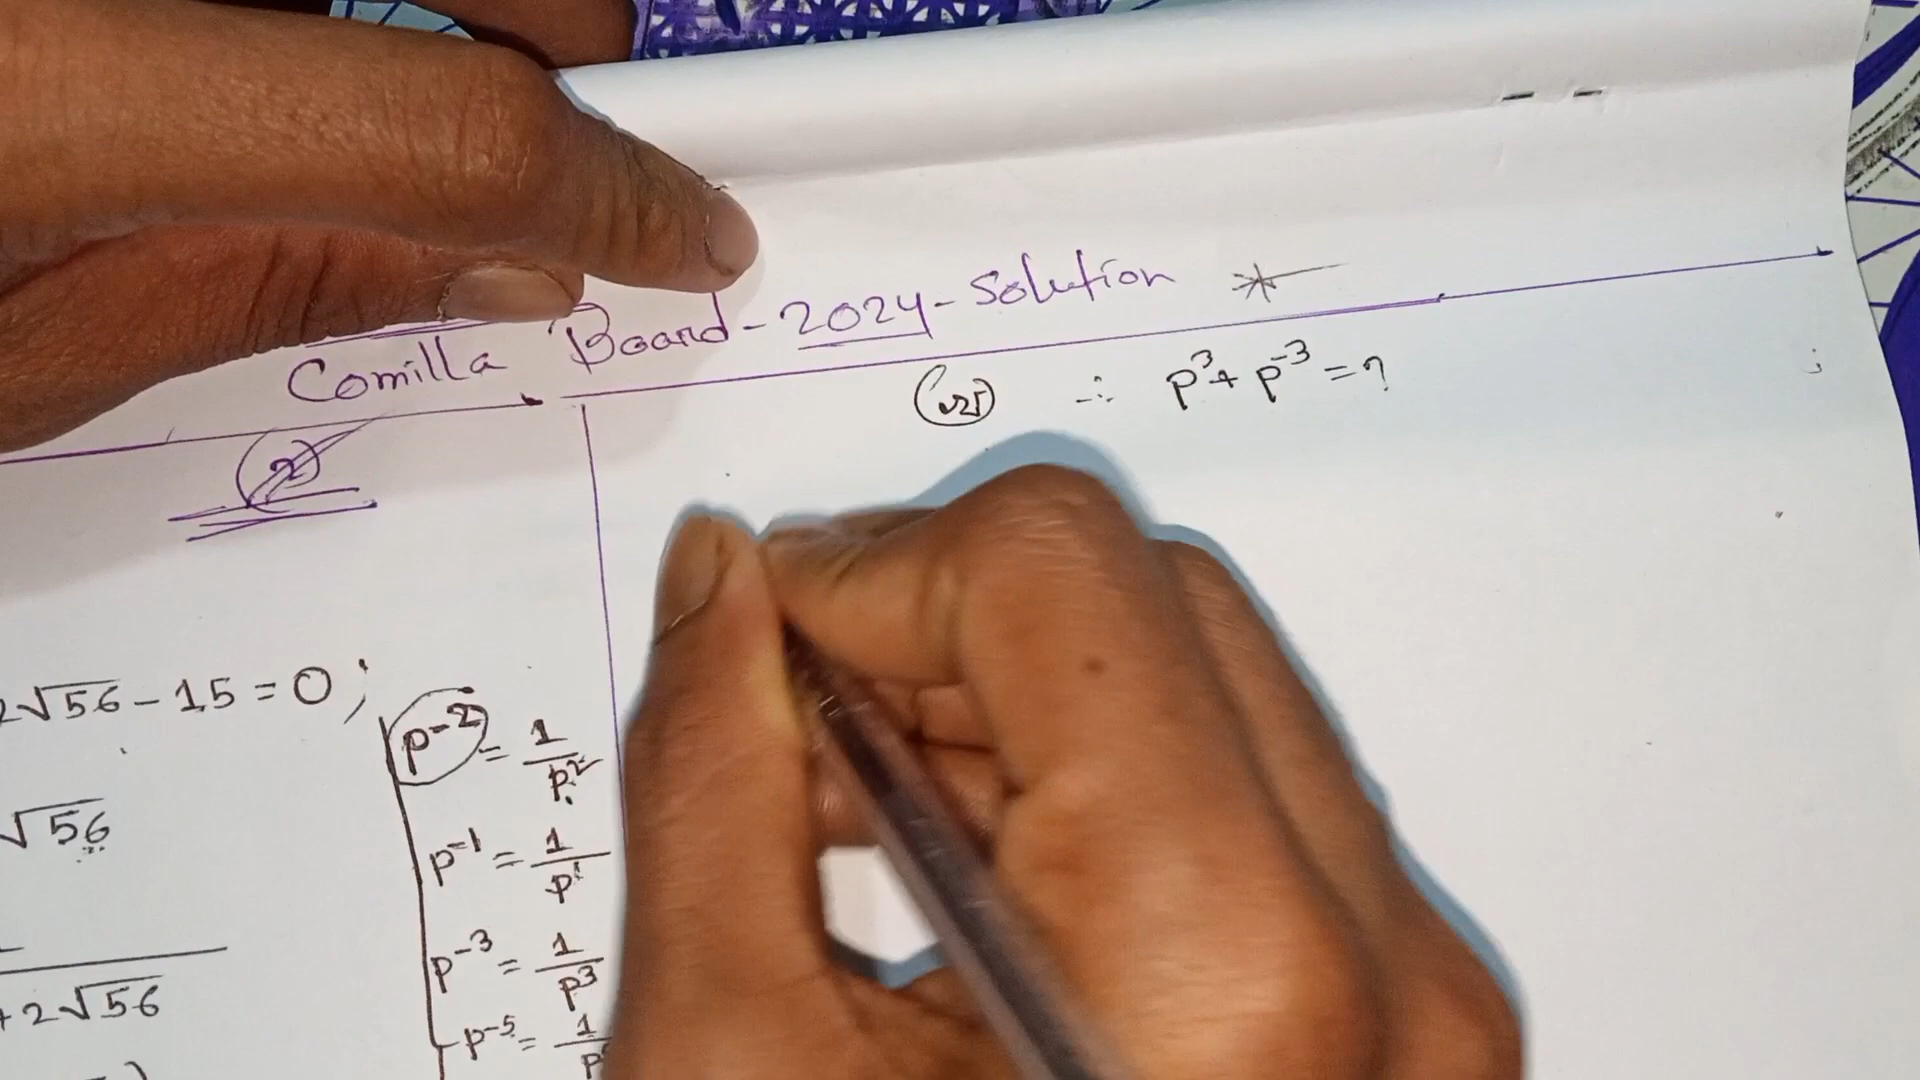 Comilla Board-2024-Solution *
∴ p³+p⁻³=?
2
2√56-15=0;
p⁻²=1/p²
√56
p⁻¹=1/p¹
p⁻³=1/p³
+2√56
p⁻⁵=1/p